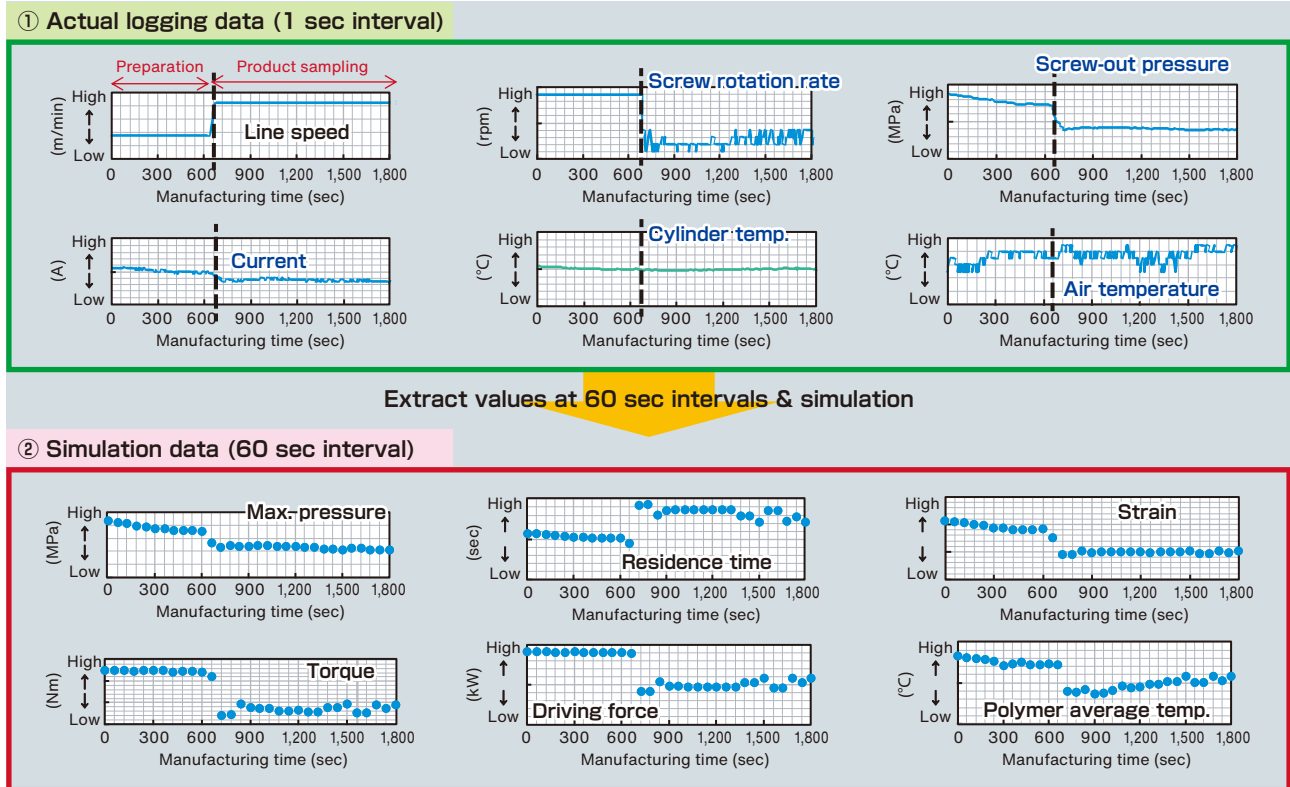 ① Actual logging data (1 sec interval)
Preparation Product sampling
High
Low
(m/min)
Line speed
0 300 600 900 1,200 1,500 1,800
Manufacturing time (sec)
High
Low
(rpm)
Screw rotation rate
0 300 600 900 1,200 1,500 1,800
Manufacturing time (sec)
High
Low
(MPa)
Screw-out pressure
0 300 600 900 1,200 1,500 1,800
Manufacturing time (sec)
High
Low
(A)
Current
0 300 600 900 1,200 1,500 1,800
Manufacturing time (sec)
High
Low
(°C)
Cylinder temp.
0 300 600 900 1,200 1,500 1,800
Manufacturing time (sec)
High
Low
(°C)
Air temperature
0 300 600 900 1,200 1,500 1,800
Manufacturing time (sec)
Extract values at 60 sec intervals & simulation
② Simulation data (60 sec interval)
High
Low
(MPa)
Max. pressure
0 300 600 900 1,200 1,500 1,800
Manufacturing time (sec)
High
Low
(sec)
Residence time
0 300 600 900 1,200 1,500 1,800
Manufacturing time (sec)
High
Low
(MPa)
Strain
0 300 600 900 1,200 1,500 1,800
Manufacturing time (sec)
High
Low
(Nm)
Torque
0 300 600 900 1,200 1,500 1,800
Manufacturing time (sec)
High
Low
(kW)
Driving force
0 300 600 900 1,200 1,500 1,800
Manufacturing time (sec)
High
Low
(°C)
Polymer average temp.
0 300 600 900 1,200 1,500 1,800
Manufacturing time (sec)